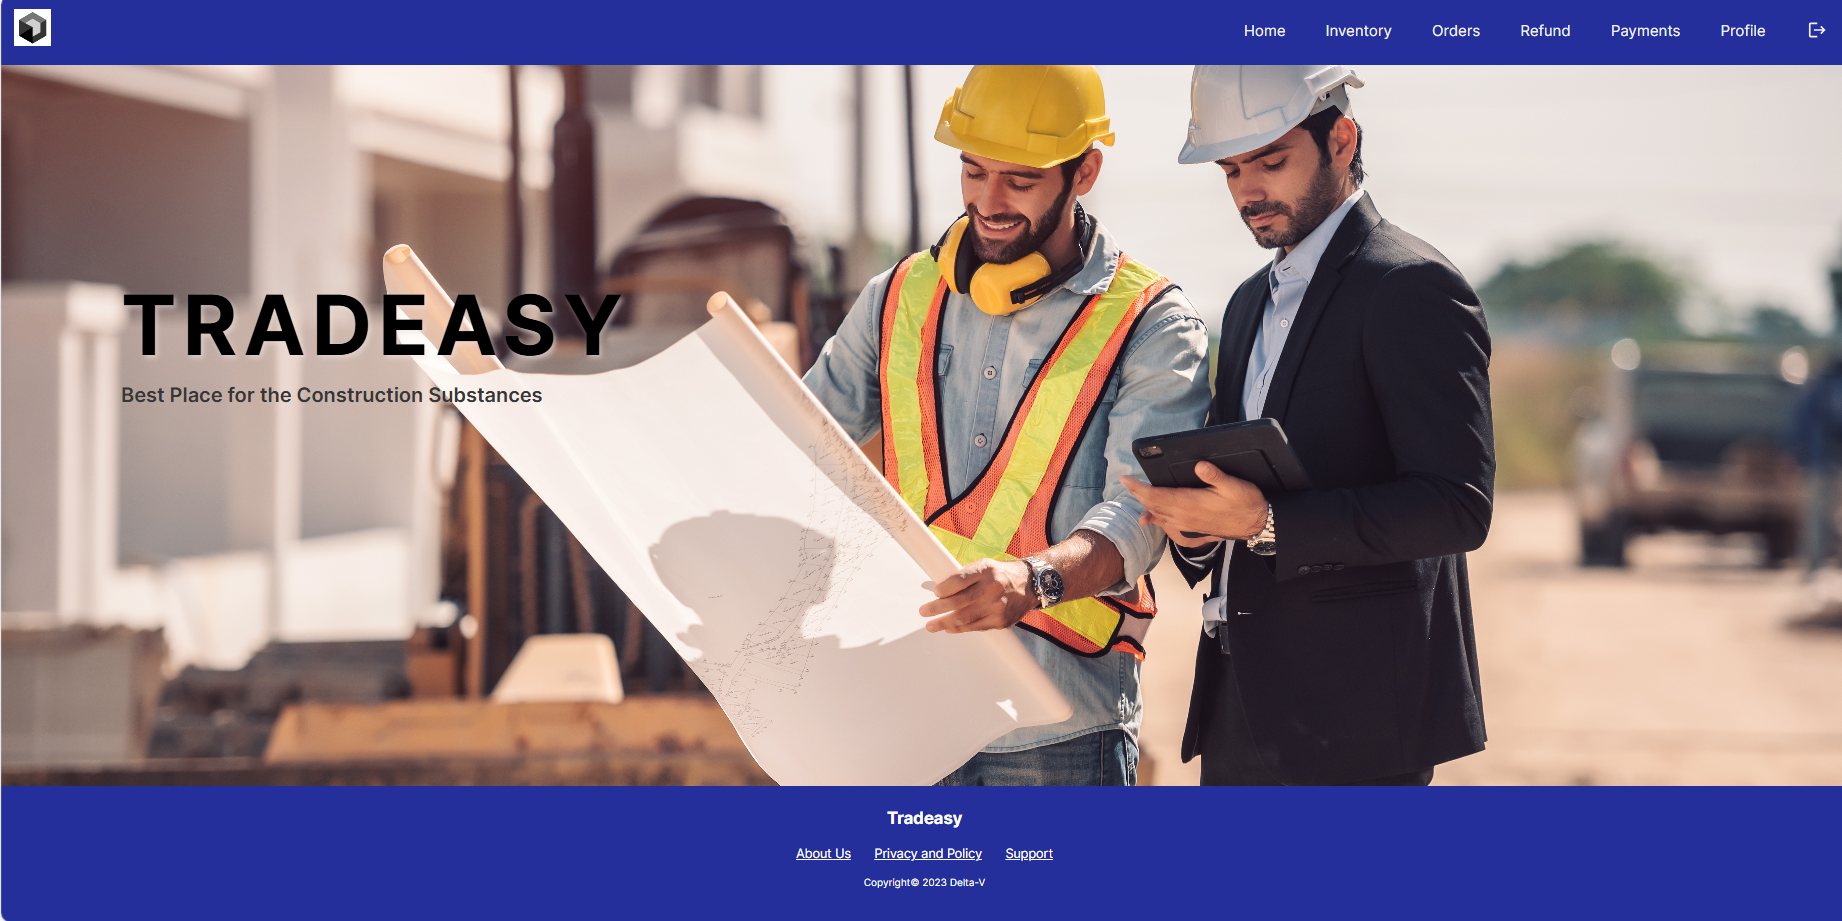 Home Inventory Orders Refund Payments Profile
TRADEASY
Best Place for the Construction Substances
Tradeasy
About Us Privacy and Policy Support
Copyright© 2023 Delta-V